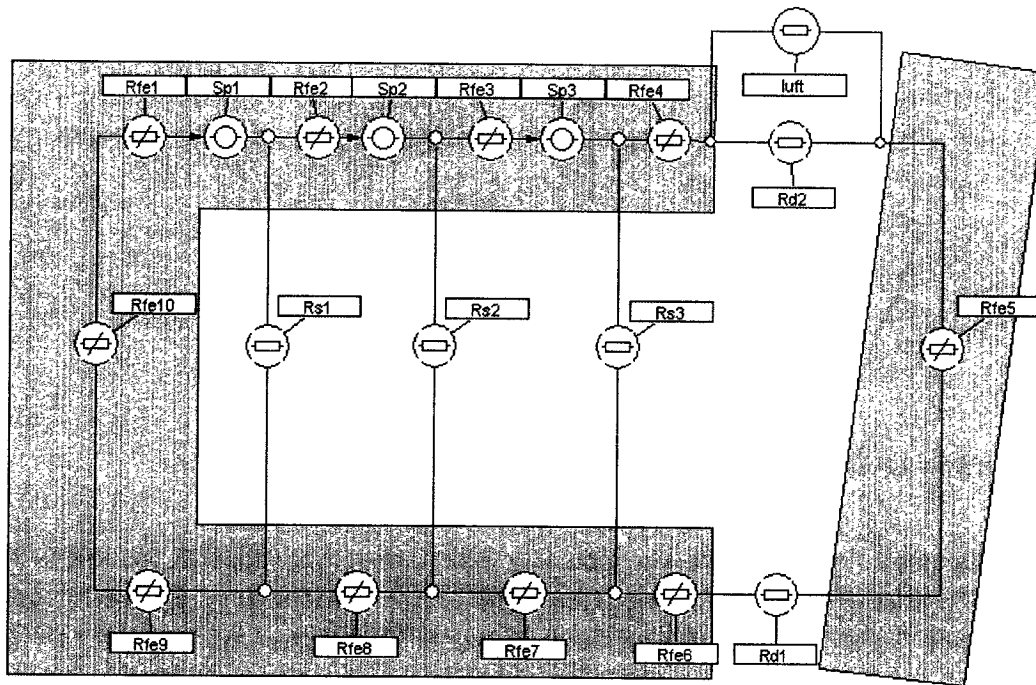 luft
Rfe1 Sp1 Rfe2 Sp2 Rfe3 Sp3 Rfe4
Rd2
Rfe10 Rs1 Rs2 Rs3 Rfe5
Rfe9 Rfe8 Rfe7 Rfe6 Rd1